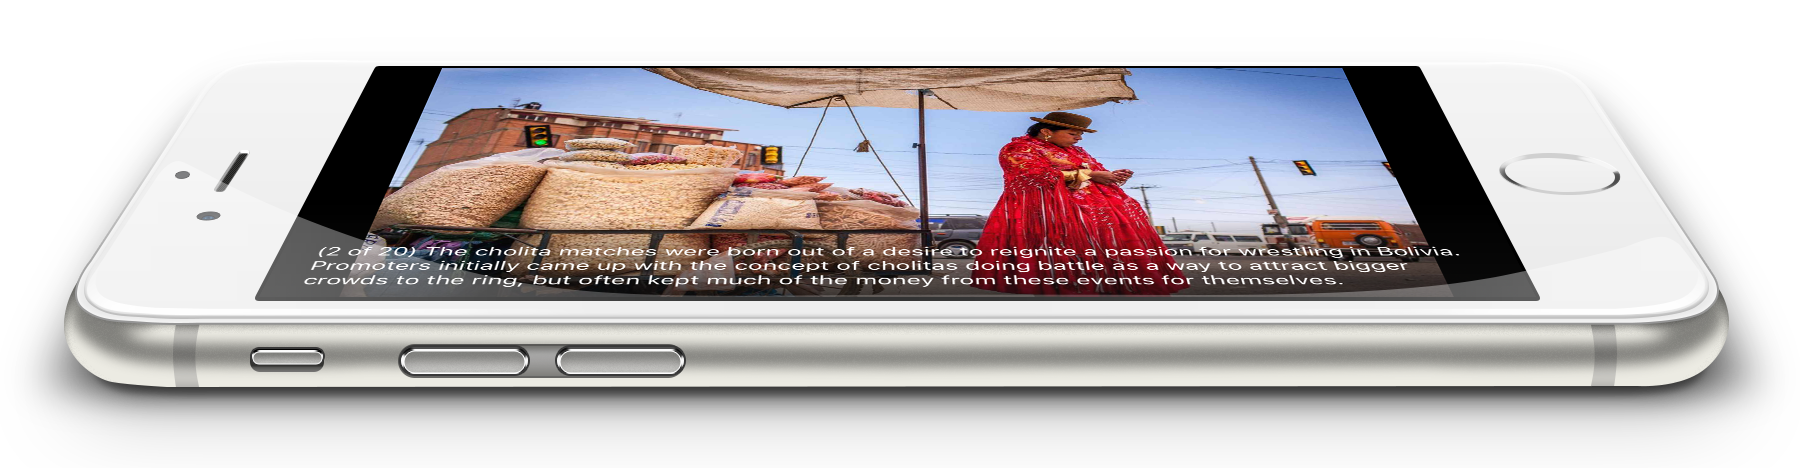 (2 of 20) The cholita matches were born out of a desire to reignite a passion for wrestling in Bolivia.
Promoters initially came up with the concept of cholitas doing battle as a way to attract bigger
crowds to the ring, but often kept much of the money from these events for themselves.